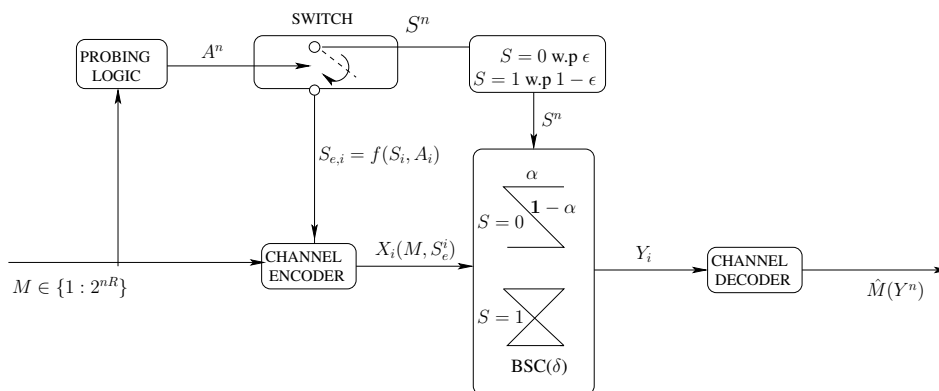 SWITCH
S^n
PROBING
LOGIC
A^n
S = 0 w.p ϵ
S = 1 w.p 1 − ϵ
S^n
S_{e,i} = f(S_i, A_i)
α
1 − α
S = 0
CHANNEL
ENCODER
X_i(M, S_e^i)
Y_i
CHANNEL
DECODER
M ∈ {1 : 2^{nR}}
M̂(Y^n)
S = 1
BSC(δ)